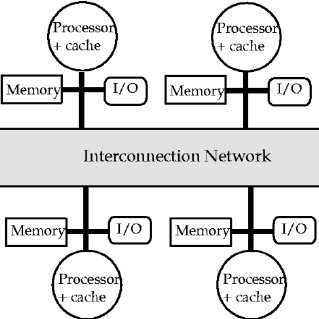 Processor
+ cache
Processor
+ cache
Memory
I/O
Memory
I/O
Interconnection Network
Memory
I/O
Memory
I/O
Processor
+ cache
Processor
+ cache